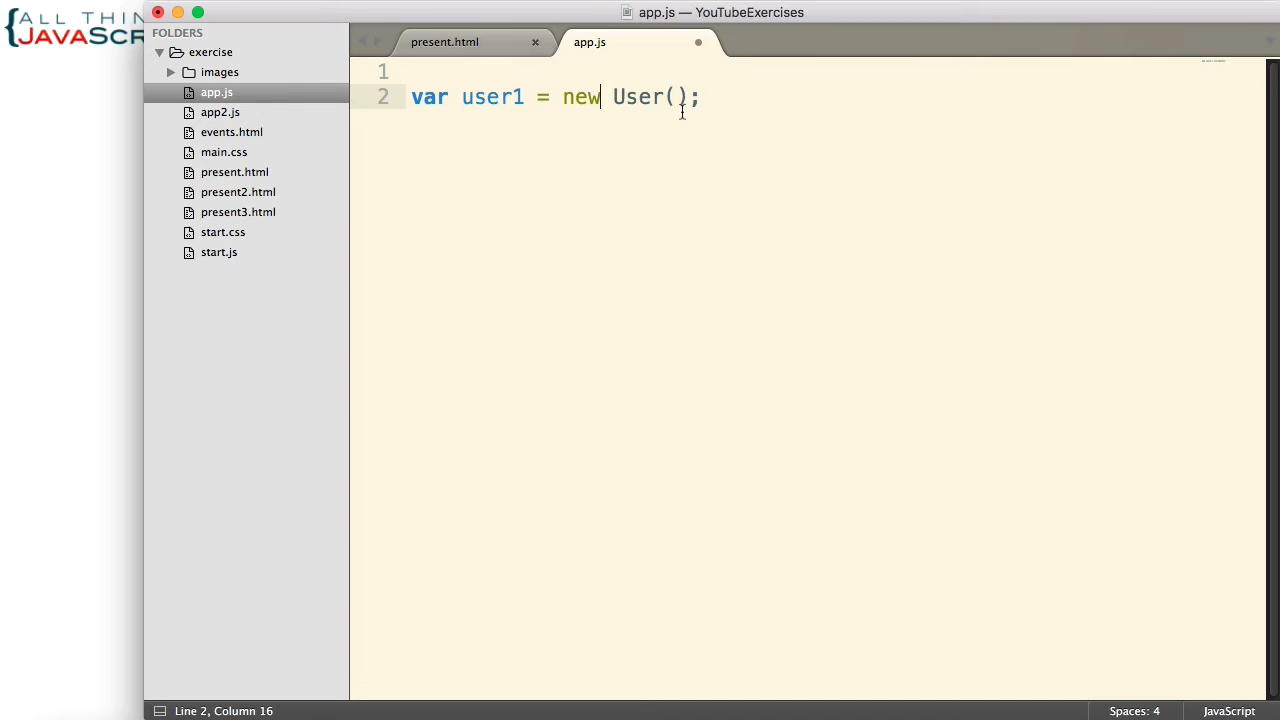 {ALL THIN
JAVASCR
app.js — YouTubeExercises
FOLDERS
exercise
images
app.js
app2.js
events.html
main.css
present.html
present2.html
present3.html
start.css
start.js
present.html ×
app.js
1
2 var user1 = new User();
Line 2, Column 16
Spaces: 4
JavaScript